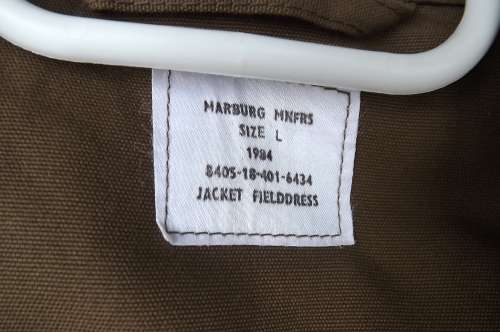 MARBURG MNFRS
SIZE L
1984
8405-18-401-6434
JACKET FIELDDRESS